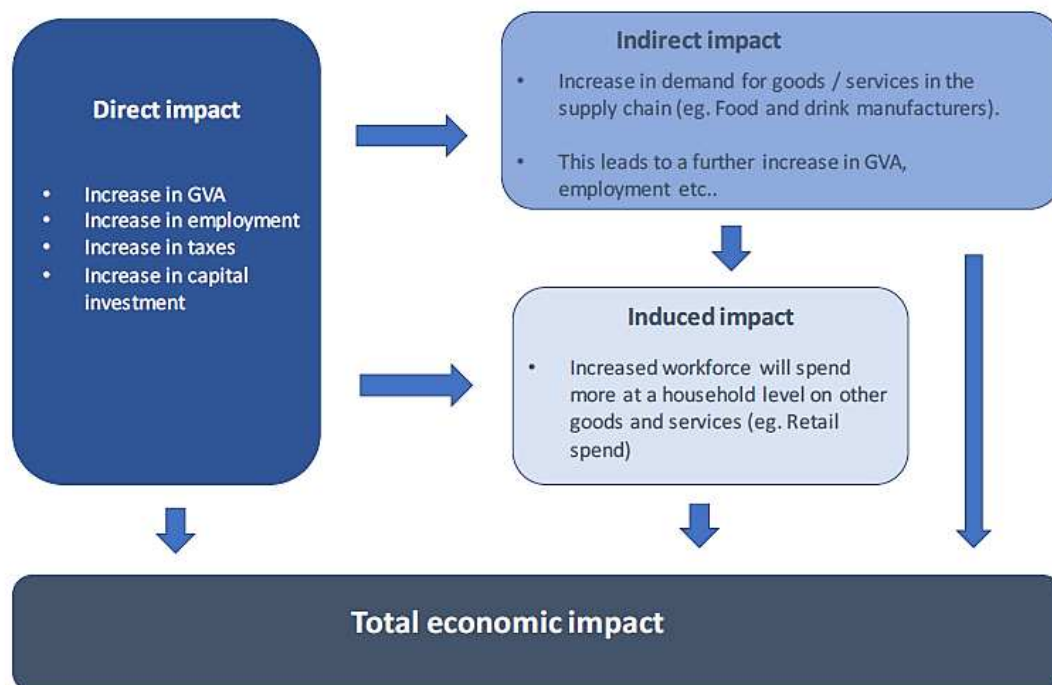 Direct impact
• Increase in GVA
• Increase in employment
• Increase in taxes
• Increase in capital
investment
Indirect impact
• Increase in demand for goods / services in the
supply chain (eg. Food and drink manufacturers).
• This leads to a further increase in GVA,
employment etc..
Induced impact
• Increased workforce will spend
more at a household level on other
goods and services (eg. Retail
spend)
Total economic impact